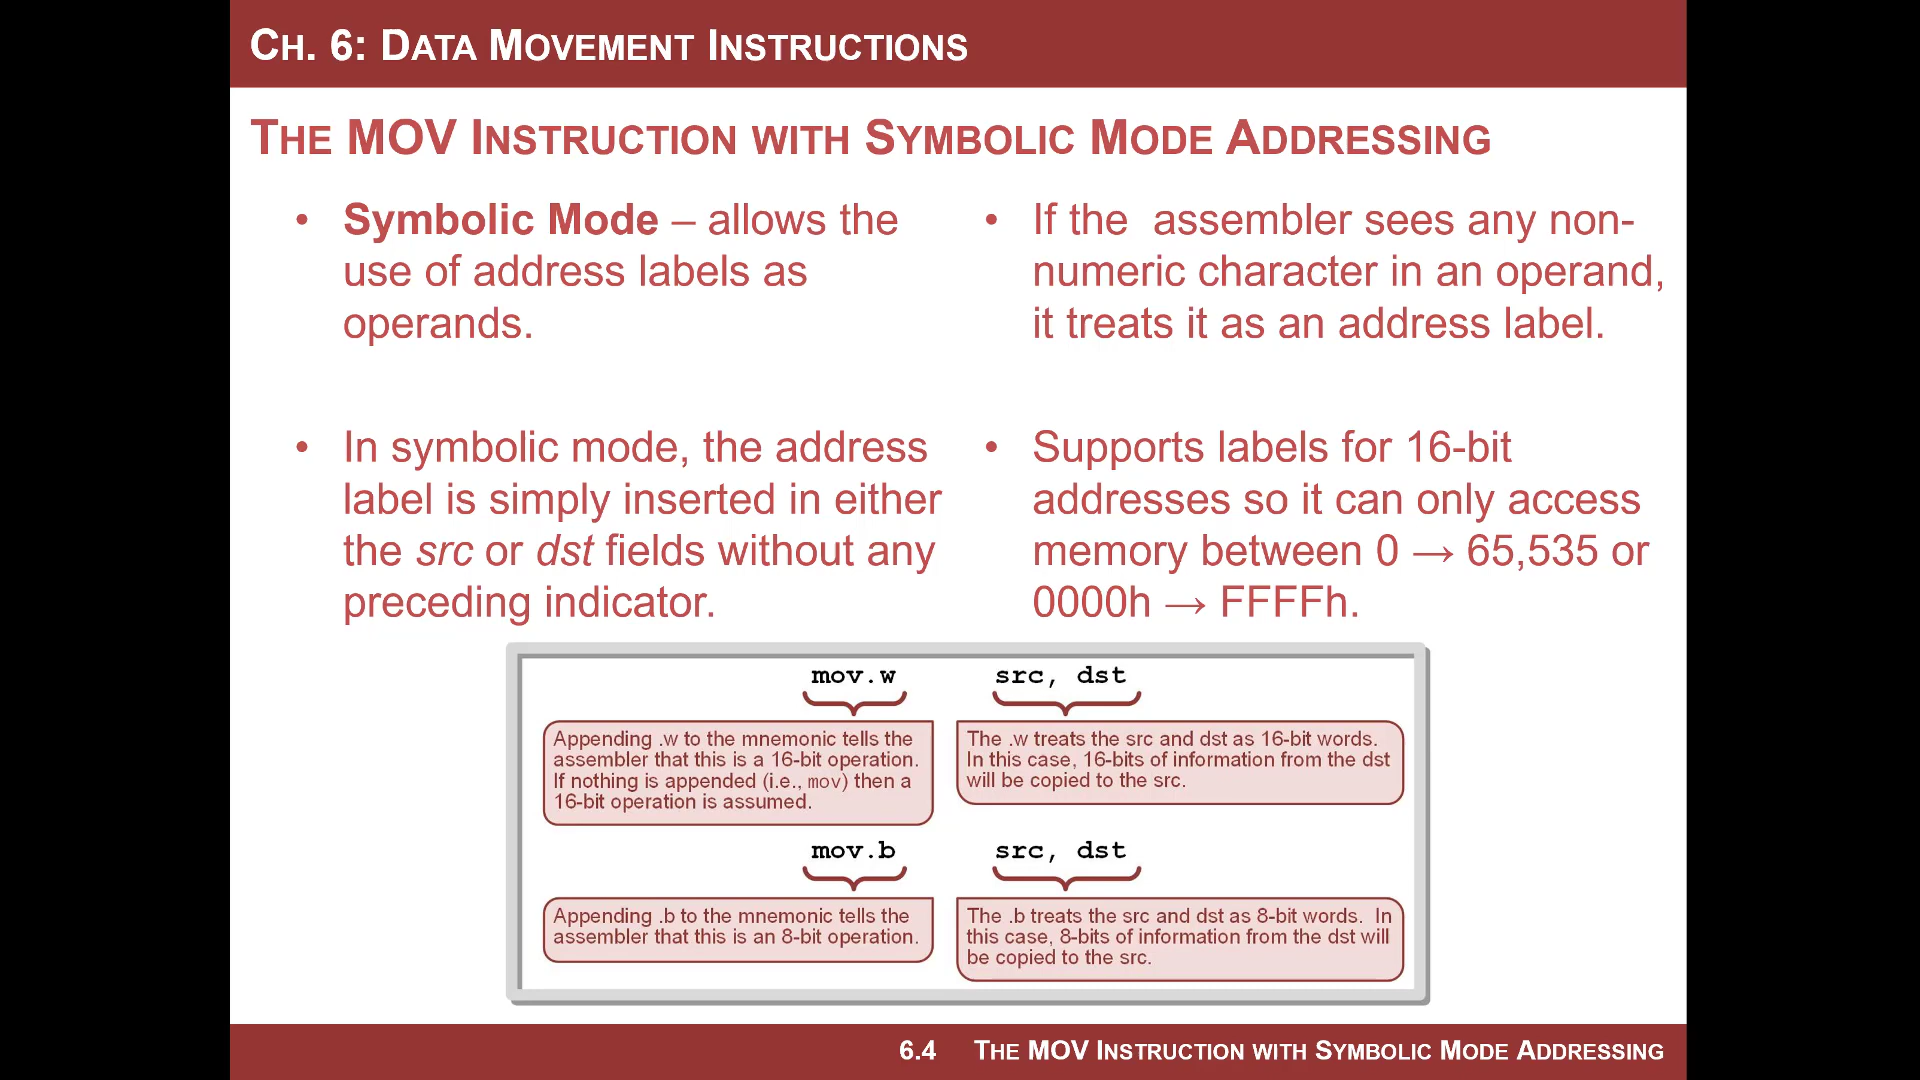 CH. 6: DATA MOVEMENT INSTRUCTIONS
THE MOV INSTRUCTION WITH SYMBOLIC MODE ADDRESSING
• Symbolic Mode – allows the
use of address labels as
operands.
• In symbolic mode, the address
label is simply inserted in either
the src or dst fields without any
preceding indicator.
• If the  assembler sees any non-
numeric character in an operand,
it treats it as an address label.
• Supports labels for 16-bit
addresses so it can only access
memory between 0 → 65,535 or
0000h → FFFFh.
mov.w src, dst
Appending .w to the mnemonic tells the
assembler that this is a 16-bit operation.
If nothing is appended (i.e., mov) then a
16-bit operation is assumed.
The .w treats the src and dst as 16-bit words.
In this case, 16-bits of information from the dst
will be copied to the src.
mov.b src, dst
Appending .b to the mnemonic tells the
assembler that this is an 8-bit operation.
The .b treats the src and dst as 8-bit words.  In
this case, 8-bits of information from the dst will
be copied to the src.
6.4 THE MOV INSTRUCTION WITH SYMBOLIC MODE ADDRESSING